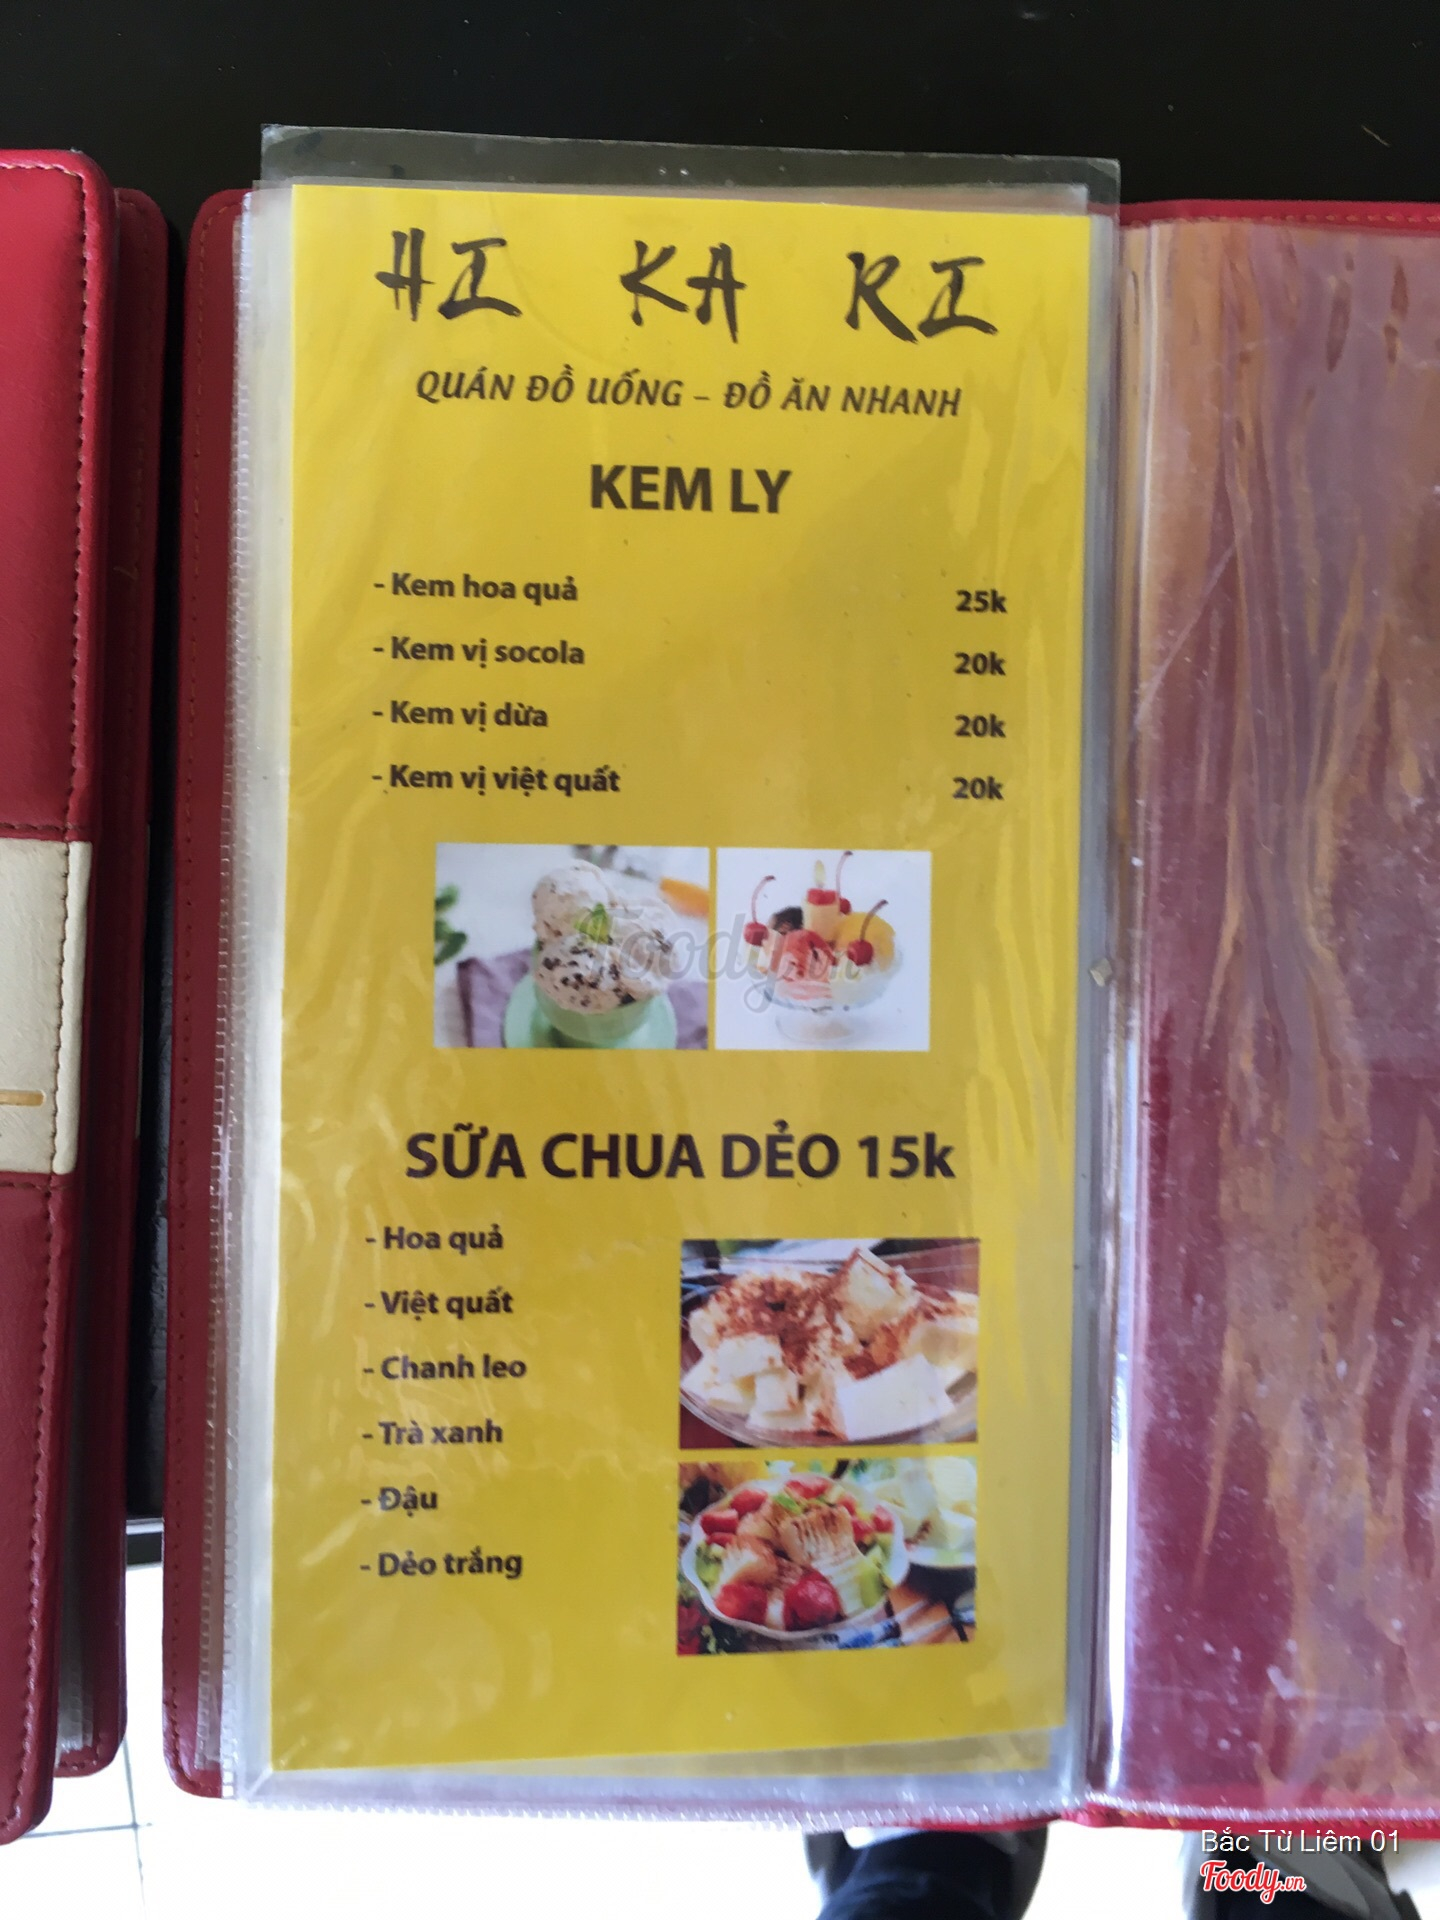 HI KA RI
QUÁN ĐỒ UỐNG – ĐỒ ĂN NHANH
KEM LY
- Kem hoa quả 25k
- Kem vị socola 20k
- Kem vị dừa 20k
- Kem vị việt quất 20k
Foody.vn
SỮA CHUA DẺO 15k
- Hoa quả
- Việt quất
- Chanh leo
- Trà xanh
- Đậu
- Dẻo trắng
Bắc Từ Liêm 01
Foody.vn